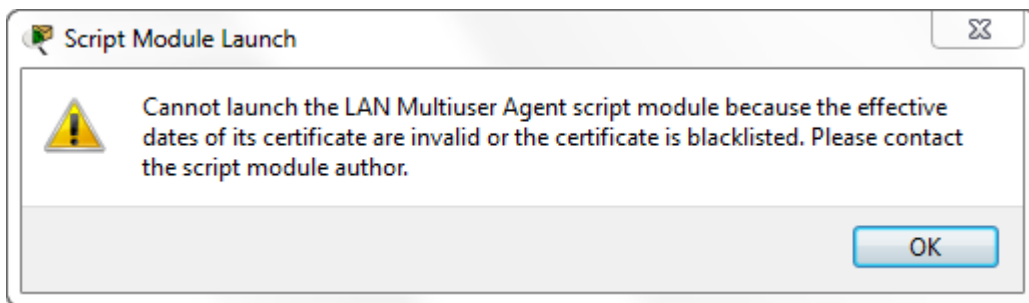 Script Module Launch
Cannot launch the LAN Multiuser Agent script module because the effective
dates of its certificate are invalid or the certificate is blacklisted. Please contact
the script module author.
OK